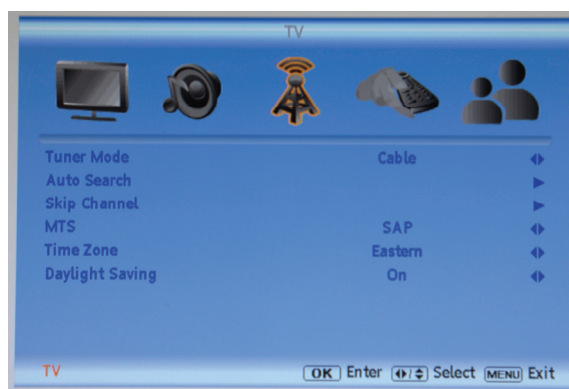 TV
Tuner Mode Cable
Auto Search
Skip Channel
MTS SAP
Time Zone Eastern
Daylight Saving On
TV OK Enter / Select MENU Exit